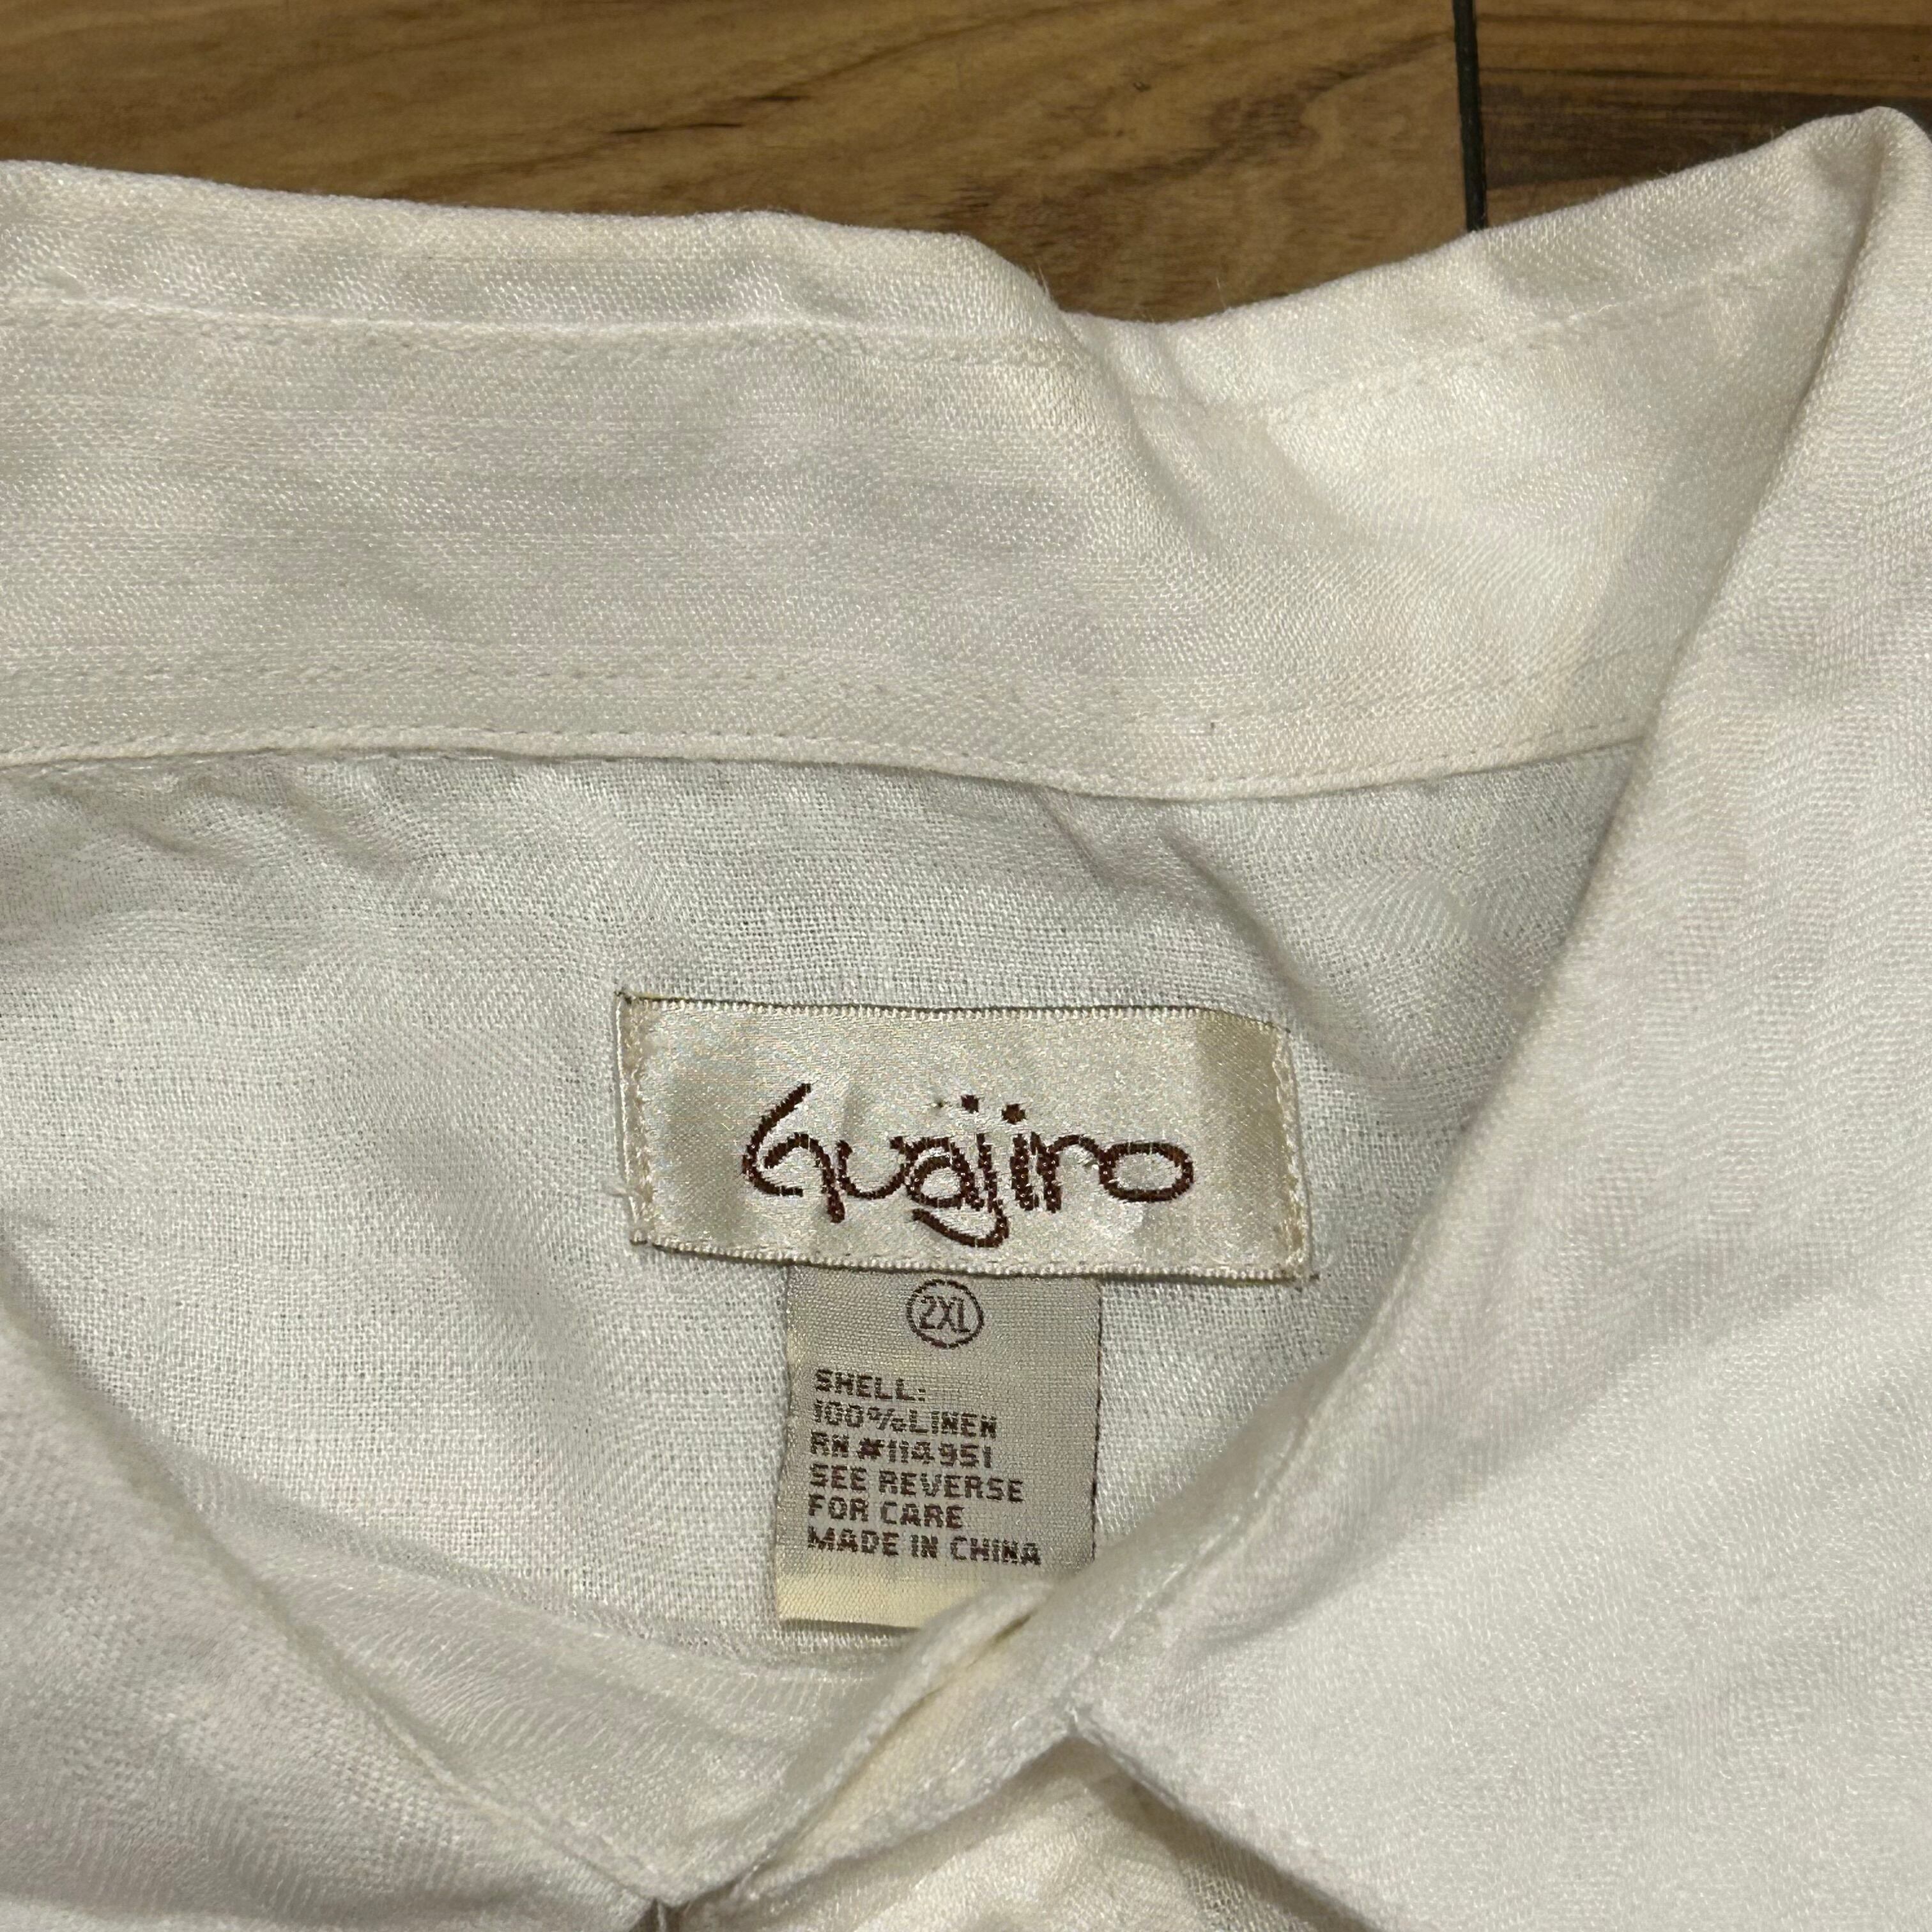 Guajiro
2XL
SHELL:
100%LINEN
RN #114951
SEE REVERSE
FOR CARE
MADE IN CHINA